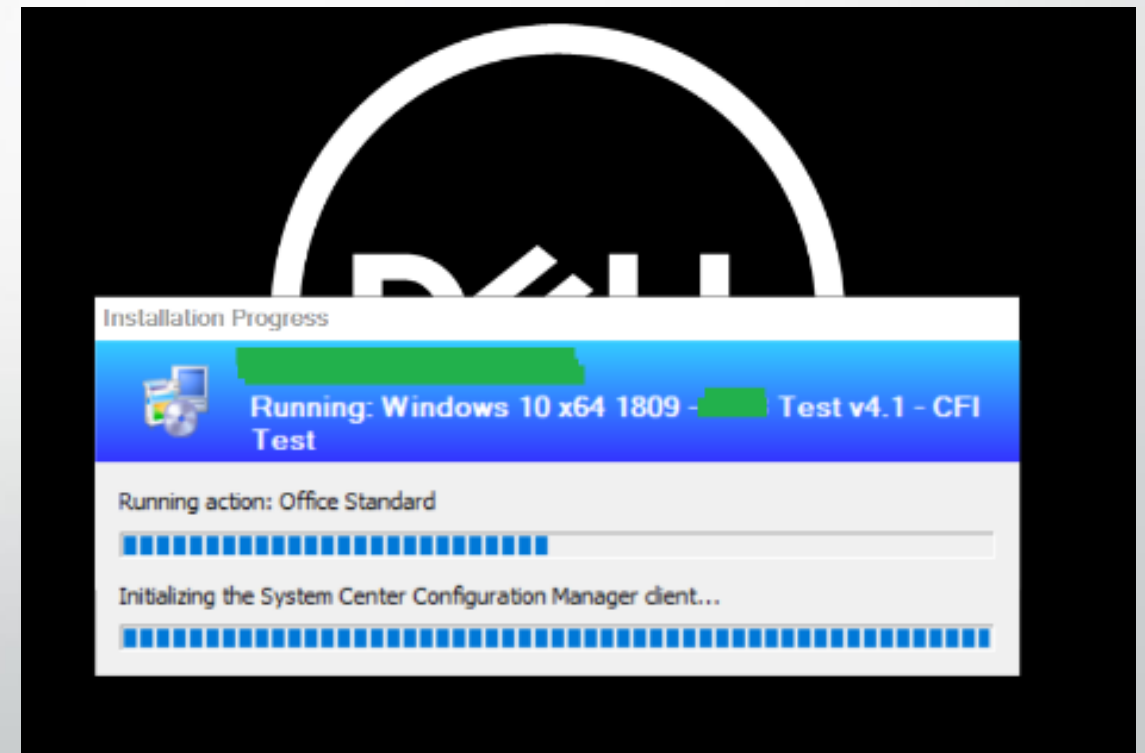 DELL
Installation Progress
Running: Windows 10 x64 1809 - Test v4.1 - CFI
Test
Running action: Office Standard
Initializing the System Center Configuration Manager client...